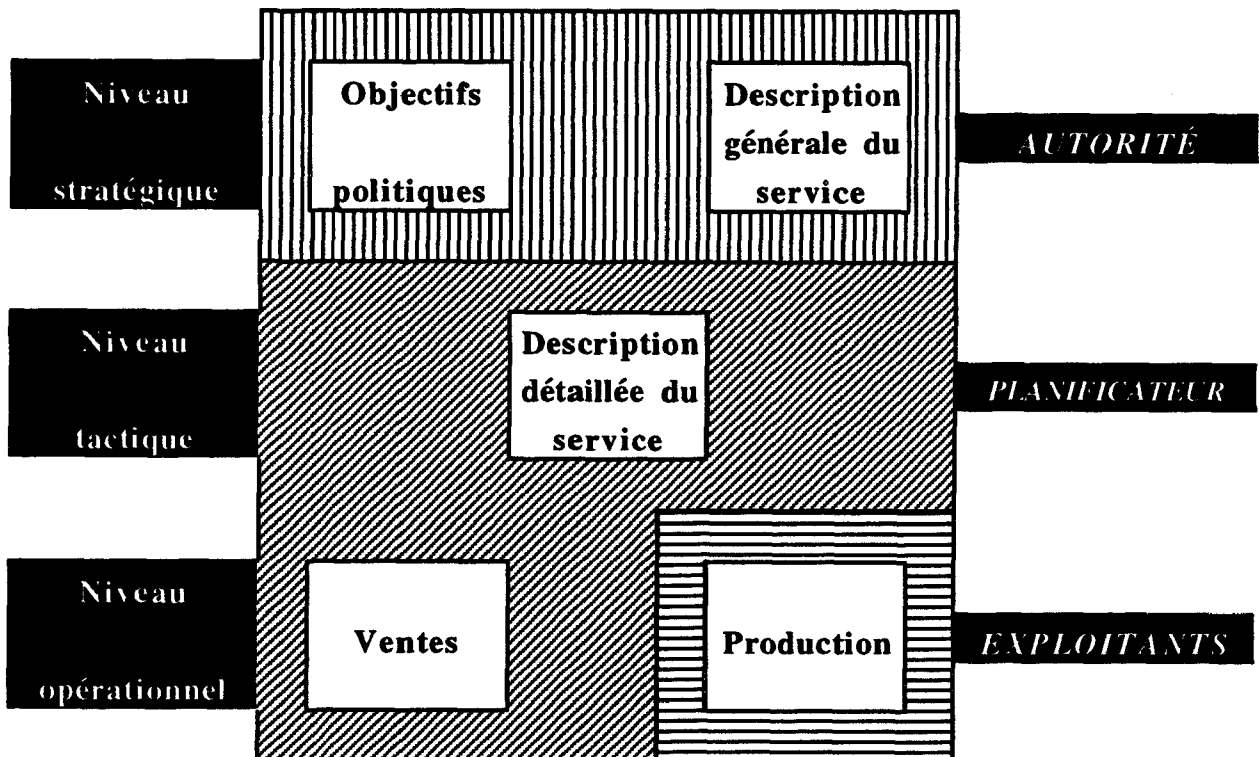 Niveau
stratégique
Objectifs
politiques
Description
générale du
service
AUTORITÉ
Niveau
tactique
Description
détaillée du
service
PLANIFICATEUR
Niveau
opérationnel
Ventes
Production
EXPLOITANTS